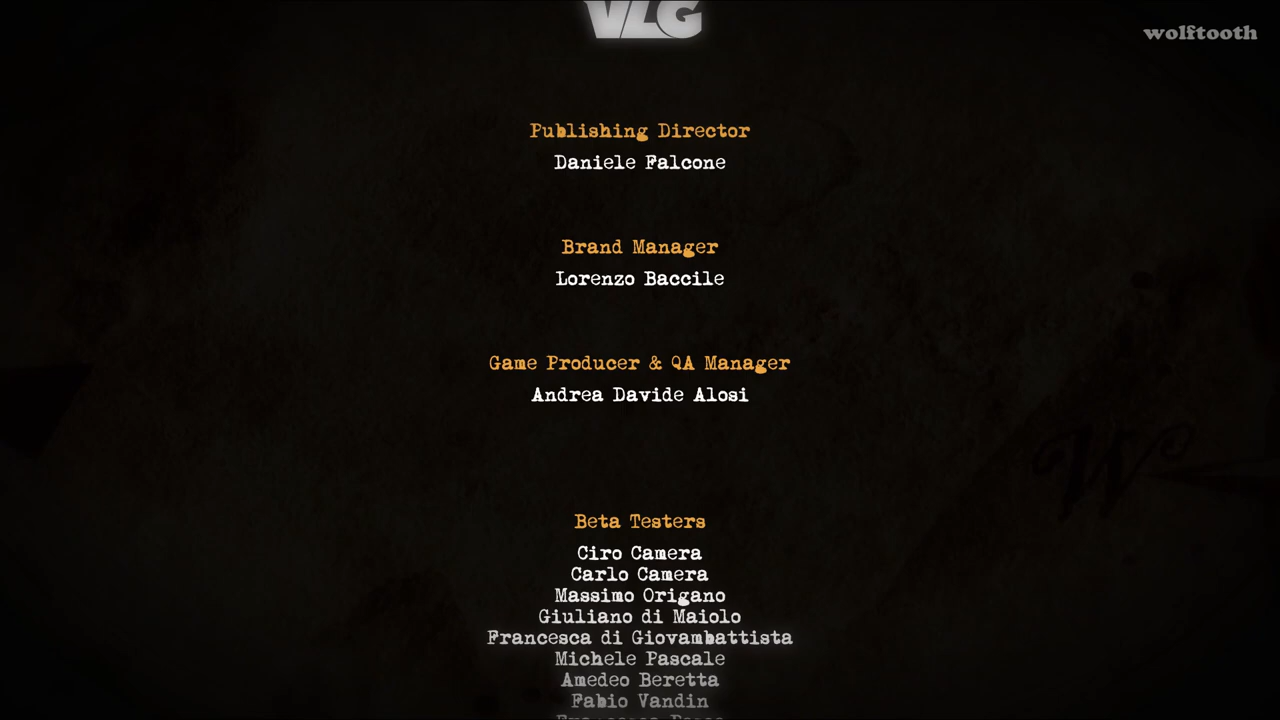 VLG
wolftooth
Publishing Director
Daniele Falcone
Brand Manager
Lorenzo Baccile
Game Producer & QA Manager
Andrea Davide Alosi
Beta Testers
Ciro Camera
Carlo Camera
Massimo Origano
Giuliano di Maiolo
Francesca di Giovambattista
Michele Pascale
Amedeo Beretta
Fabio Vandin